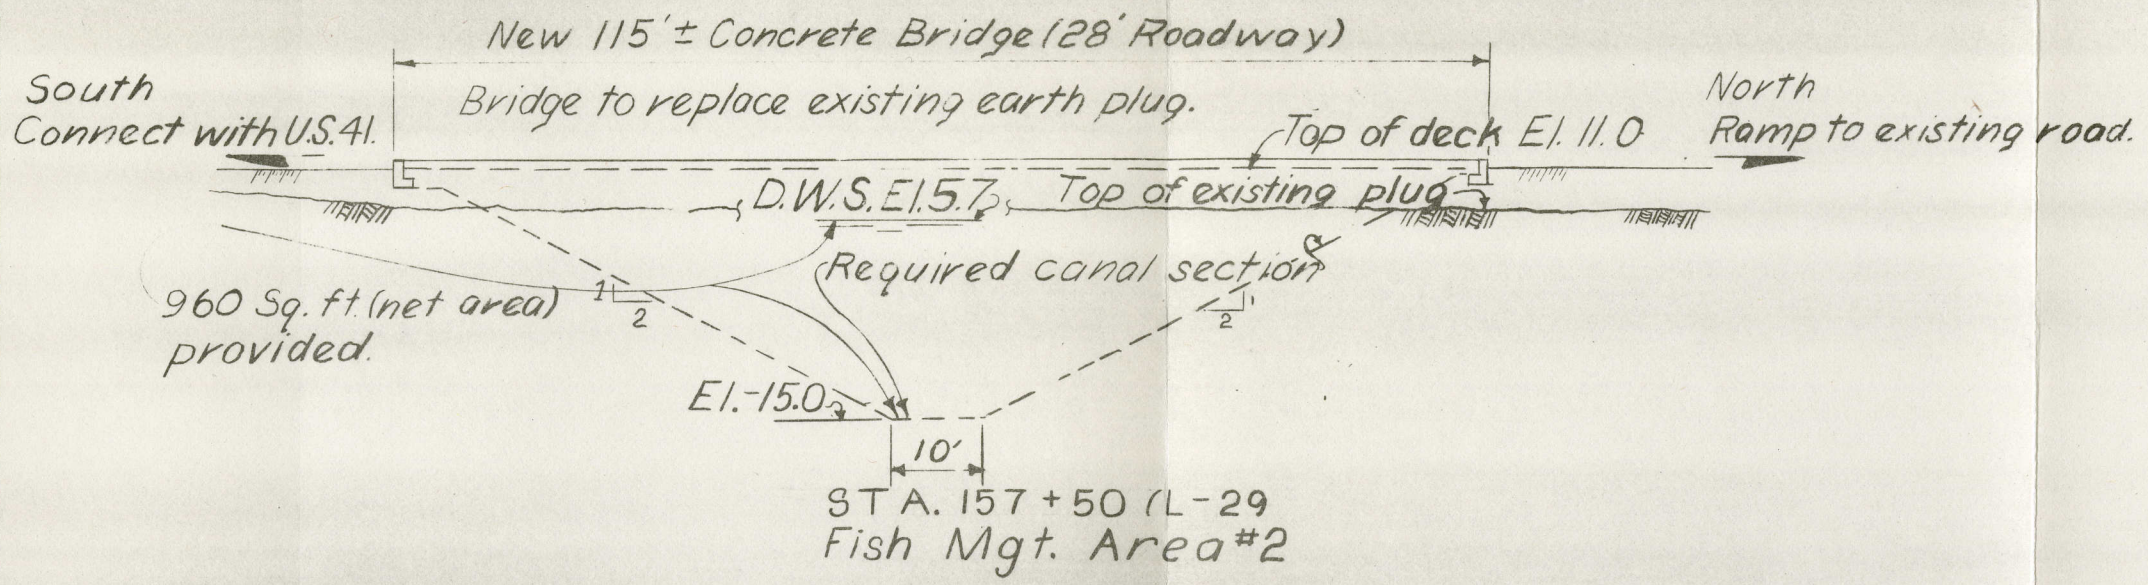 New 115' ± Concrete Bridge (28' Roadway)
South
Connect with U.S. 41.
Bridge to replace existing earth plug.
North
Ramp to existing road.
Top of deck El. 11.0
D.W.S. El. 5.7
Top of existing plug
Required canal section
1
2
1
2
960 Sq. ft. (net area)
provided.
El. -15.0
10'
STA. 157 + 50 (L-29
Fish Mgt. Area #2